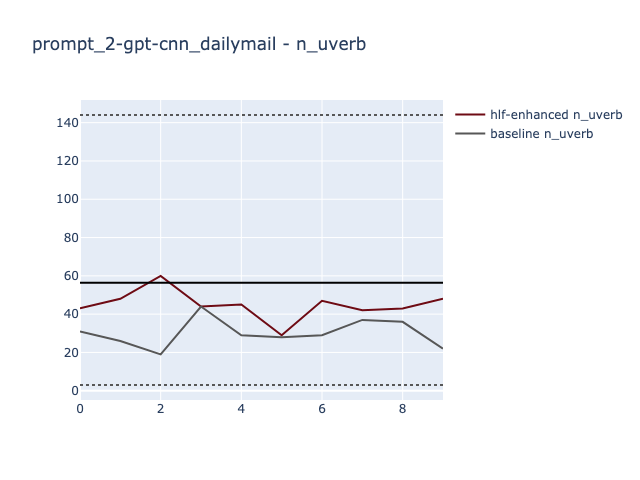 prompt_2-gpt-cnn_dailymail - n_uverb
hlf-enhanced n_uverb
baseline n_uverb
140
120
100
80
60
40
20
0
0 2 4 6 8